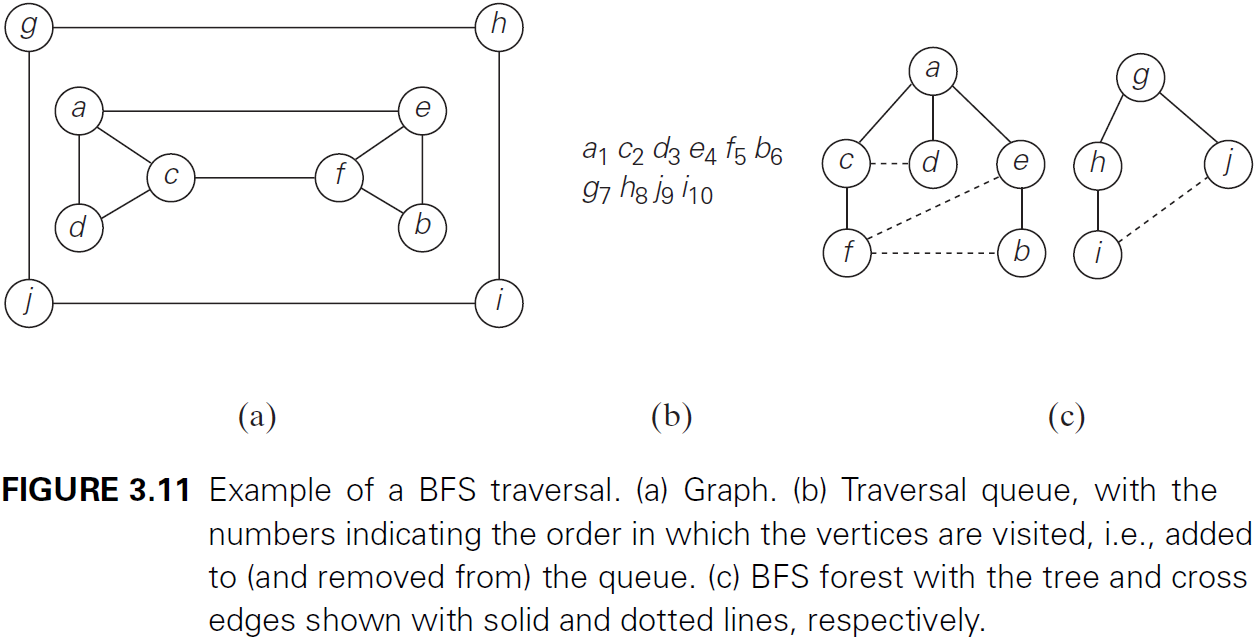 g h
a e
c f
d b
j i
a1 c2 d3 e4 f5 b6
g7 h8 j9 i10
a g
c d e h j
f b i
(a) (b) (c)
FIGURE 3.11 Example of a BFS traversal. (a) Graph. (b) Traversal queue, with the
numbers indicating the order in which the vertices are visited, i.e., added
to (and removed from) the queue. (c) BFS forest with the tree and cross
edges shown with solid and dotted lines, respectively.